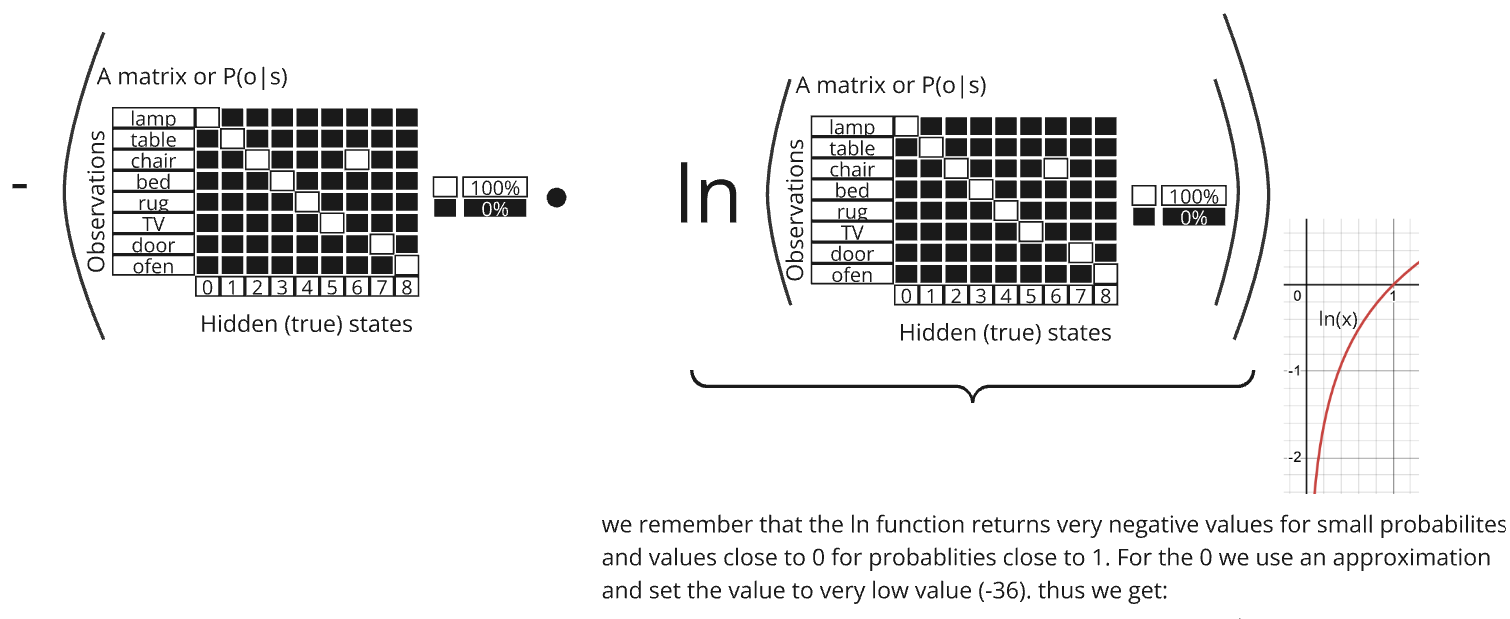 A matrix or P(o|s)
Observations
lamp
table
chair
bed
rug
TV
door
ofen
0 1 2 3 4 5 6 7 8
Hidden (true) states
100%
0%
-
•
ln
A matrix or P(o|s)
Observations
lamp
table
chair
bed
rug
TV
door
ofen
0 1 2 3 4 5 6 7 8
Hidden (true) states
100%
0%
0
1
ln(x)
-1
-2
we remember that the ln function returns very negative values for small probabilites
and values close to 0 for probablities close to 1. For the 0 we use an approximation
and set the value to very low value (-36). thus we get: